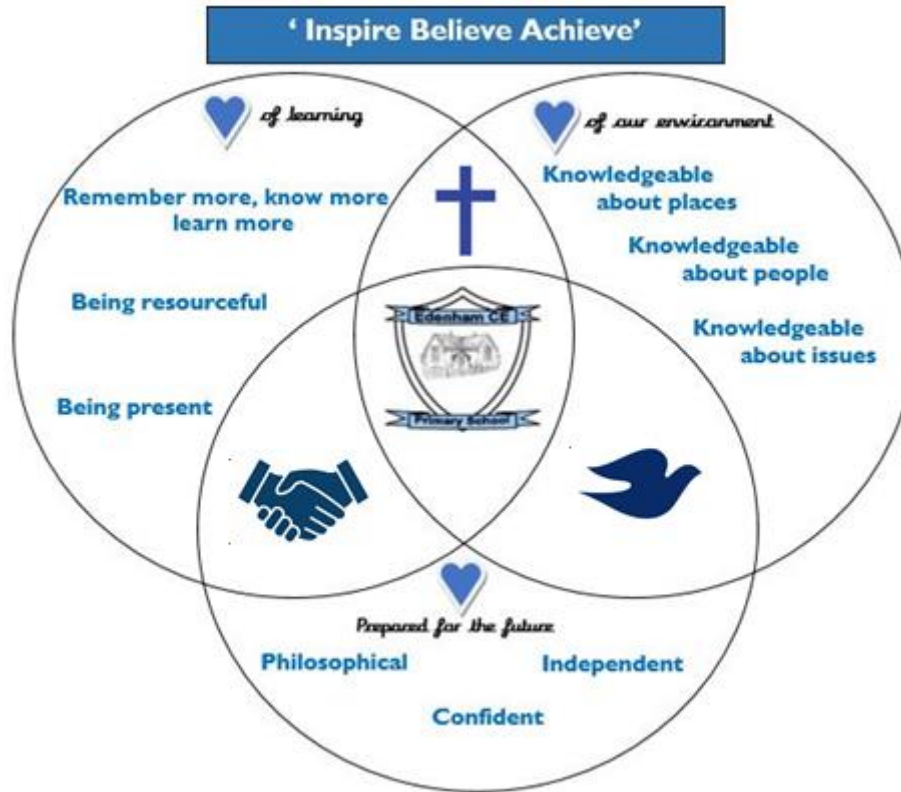 ‘ Inspire Believe Achieve’
of learning
of our environment
Remember more, know more
learn more
Being resourceful
Being present
Knowledgeable
about places
Knowledgeable
about people
Knowledgeable
about issues
Edenham CE
Primary School
Prepared for the future
Philosophical
Independent
Confident